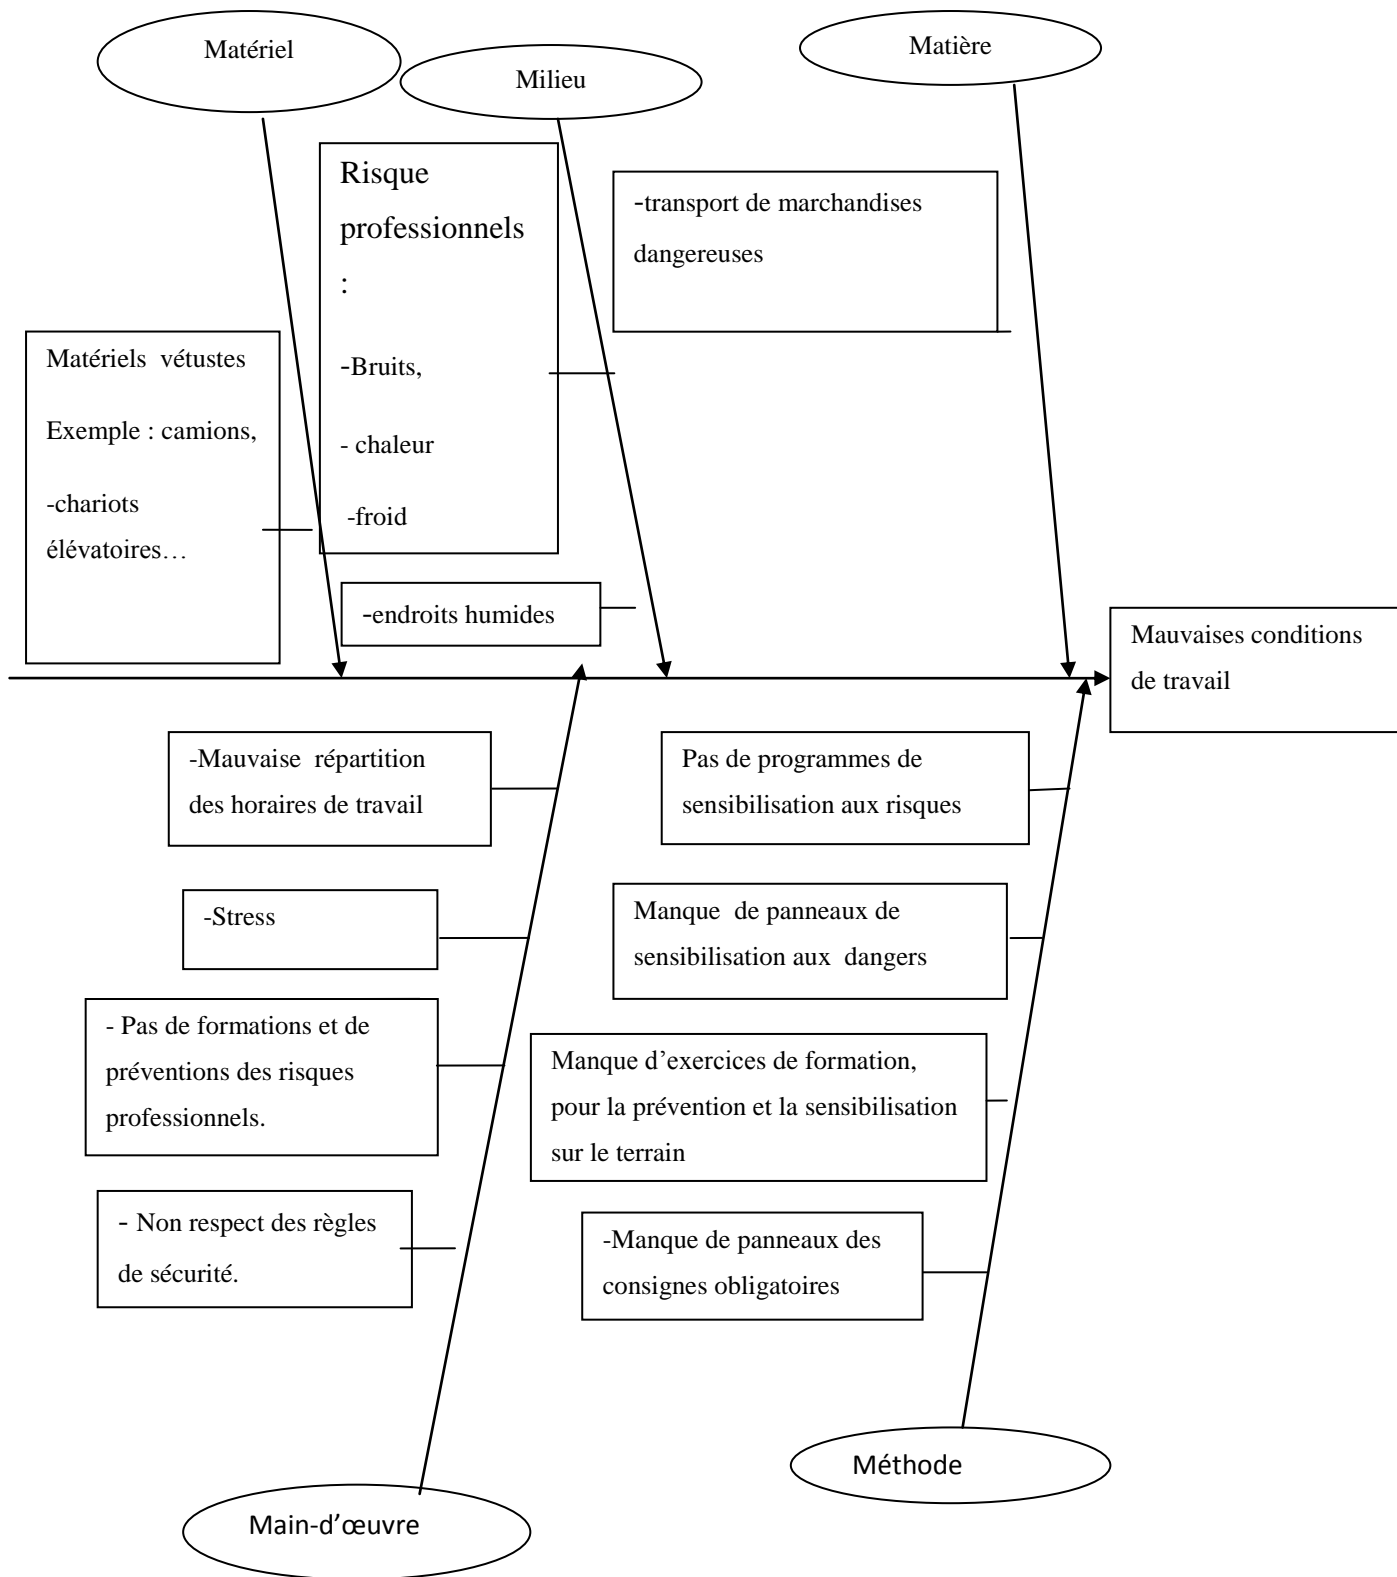 Matériel
Milieu
Matière
Risque
professionnels
:
-Bruits,
- chaleur
-froid
-transport de marchandises
dangereuses
Matériels vétustes
Exemple : camions,
-chariots
élévatoires…
-endroits humides
Mauvaises conditions
de travail
-Mauvaise répartition
des horaires de travail
Pas de programmes de
sensibilisation aux risques
-Stress
Manque de panneaux de
sensibilisation aux dangers
- Pas de formations et de
préventions des risques
professionnels.
Manque d’exercices de formation,
pour la prévention et la sensibilisation
sur le terrain
- Non respect des règles
de sécurité.
-Manque de panneaux des
consignes obligatoires
Méthode
Main-d’œuvre